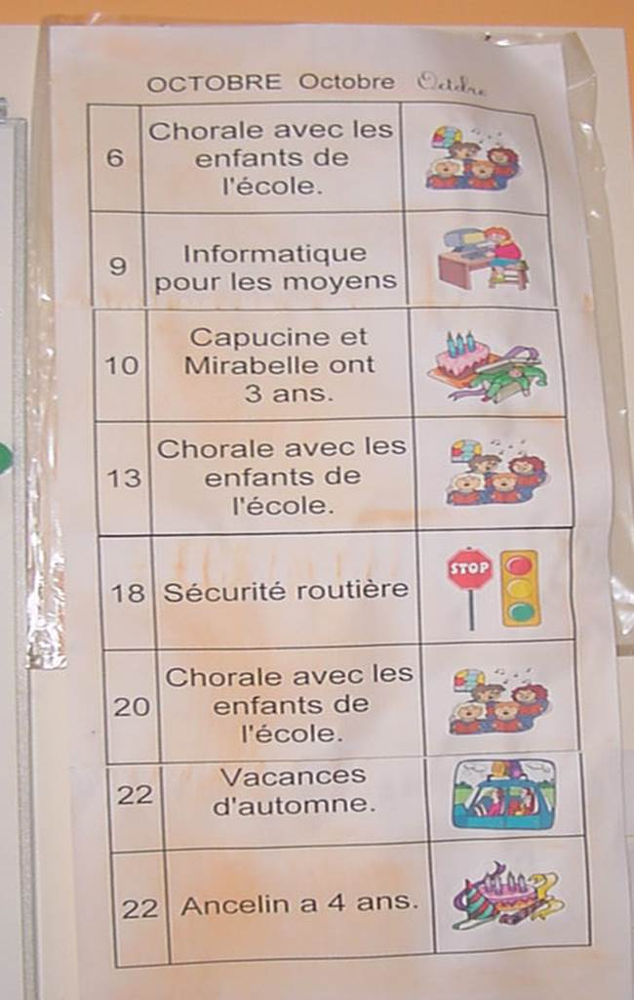 OCTOBRE Octobre Octobre
6
Chorale avec les
enfants de
l'école.
9
Informatique
pour les moyens
10
Capucine et
Mirabelle ont
3 ans.
13
Chorale avec les
enfants de
l'école.
18
Sécurité routière
STOP
20
Chorale avec les
enfants de
l'école.
22
Vacances
d'automne.
22
Ancelin a 4 ans.